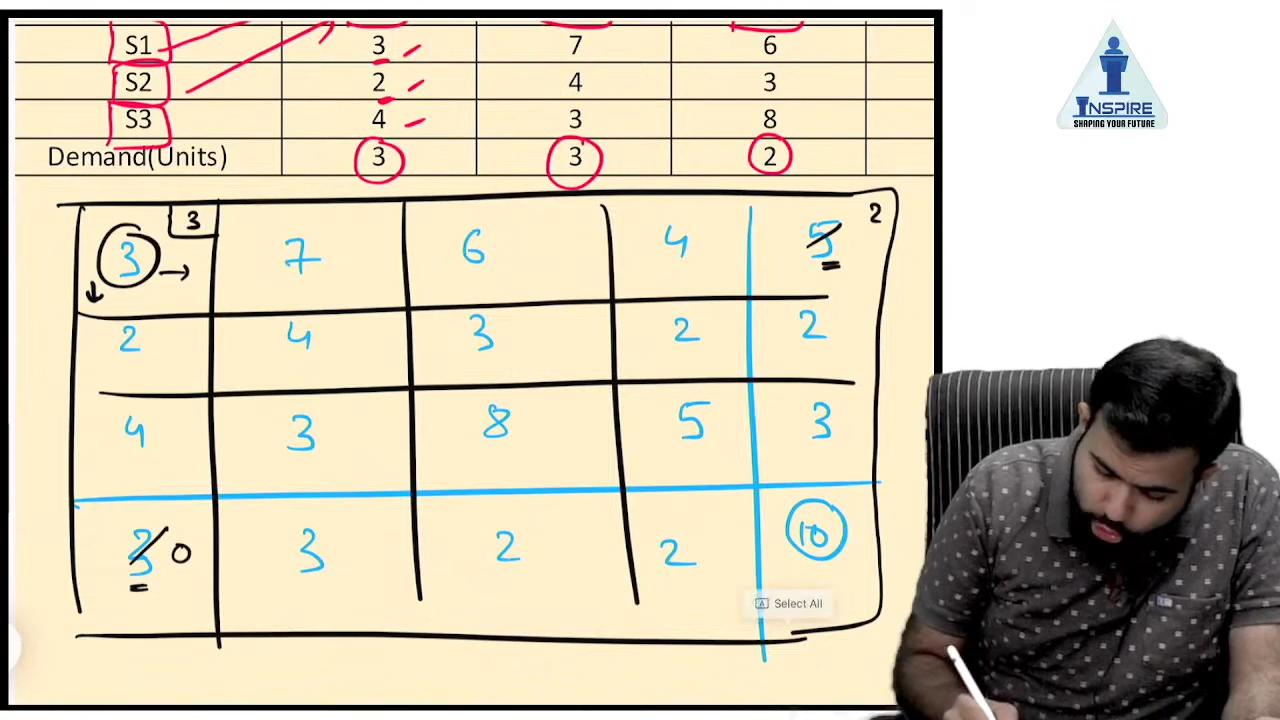 S1 3 7 6
S2 2 4 3
S3 4 3 8
Demand(Units) 3 3 2
3 3 7 6 4 5 2
2 4 3 2 2
4 3 8 5 3
3 0 3 2 2 10
Select All
INSPIRE
SHAPING YOUR FUTURE